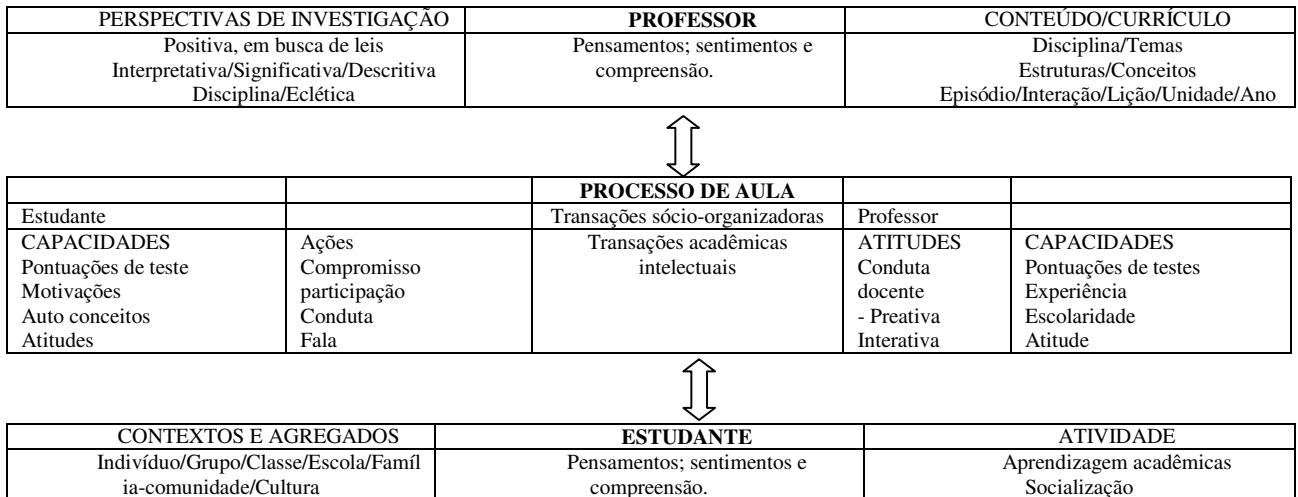 PERSPECTIVAS DE INVESTIGAÇÃO PROFESSOR CONTEÚDO/CURRÍCULO
Positiva, em busca de leis Pensamentos; sentimentos e Disciplina/Temas
Interpretativa/Significativa/Descritiva compreensão. Estruturas/Conceitos
Disciplina/Eclética Episódio/Interação/Lição/Unidade/Ano
PROCESSO DE AULA
Estudante Transações sócio-organizadoras Professor
CAPACIDADES Ações Transações acadêmicas ATITUDES CAPACIDADES
Pontuações de teste Compromisso intelectuais Conduta Pontuações de testes
Motivações participação docente Experiência
Auto conceitos Conduta - Preativa Escolaridade
Atitudes Fala Interativa Atitude
CONTEXTOS E AGREGADOS ESTUDANTE ATIVIDADE
Indivíduo/Grupo/Classe/Escola/Famíl Pensamentos; sentimentos e Aprendizagem acadêmicas
ia-comunidade/Cultura compreensão. Socialização